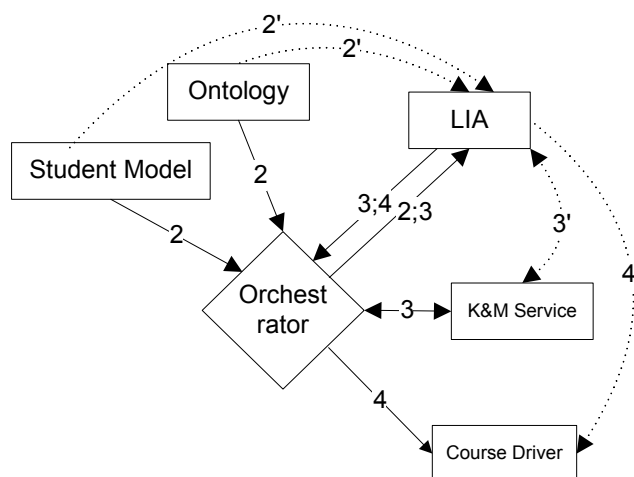 2'
2'
Ontology
LIA
Student Model
2
3;4
2;3
2
3'
Orchest
rator
3
K&M Service
4
4
Course Driver